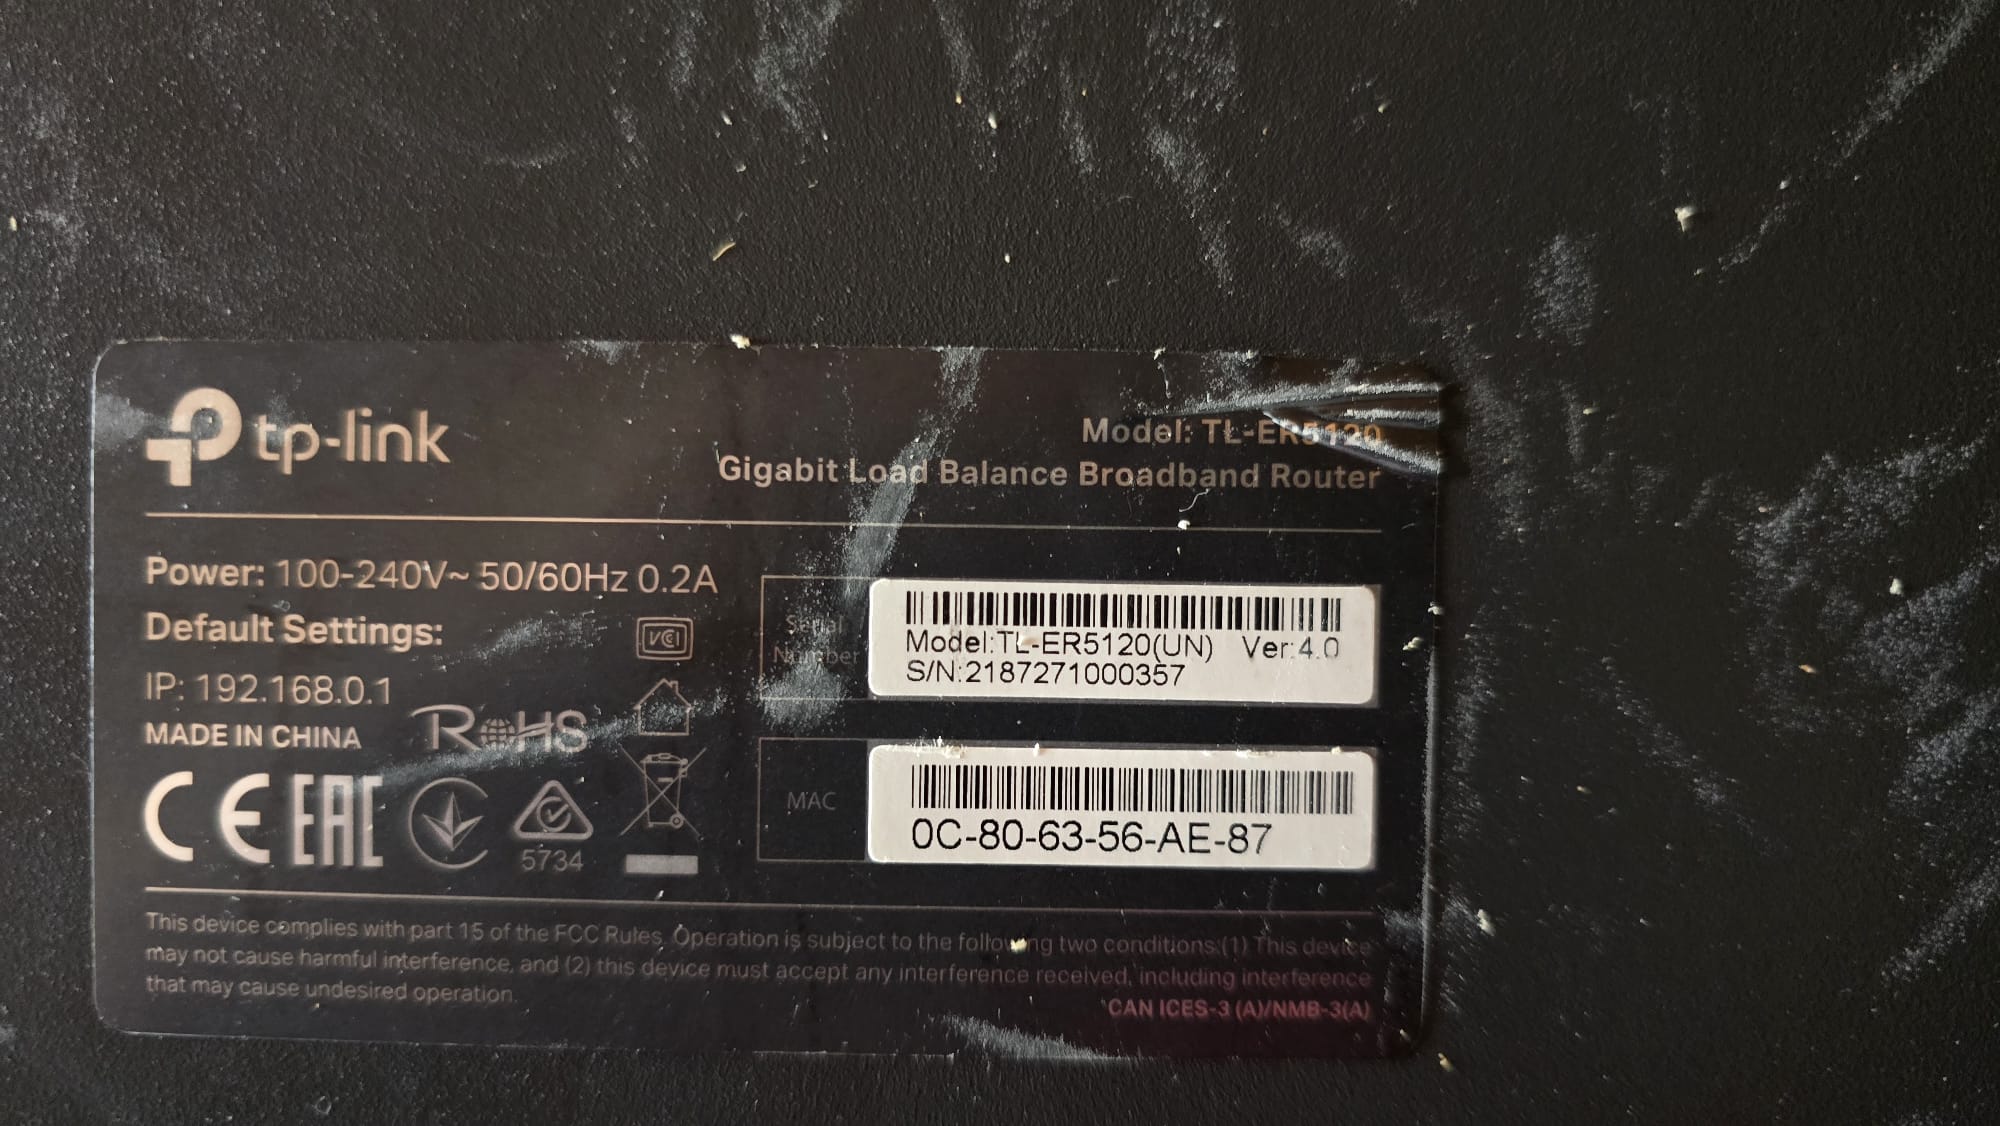 tp-link
Model: TL-ER5120
Gigabit Load Balance Broadband Router
Power: 100-240V~ 50/60Hz 0.2A
Default Settings:
IP: 192.168.0.1
MADE IN CHINA
RoHS
VCCI
CE EAC
5734
Serial
Number
Model:TL-ER5120(UN) Ver:4.0
S/N:2187271000357
MAC
0C-80-63-56-AE-87
This device complies with part 15 of the FCC Rules. Operation is subject to the following two conditions:(1) This device
may not cause harmful interference, and (2) this device must accept any interference received, including interference
that may cause undesired operation.
CAN ICES-3 (A)/NMB-3(A)